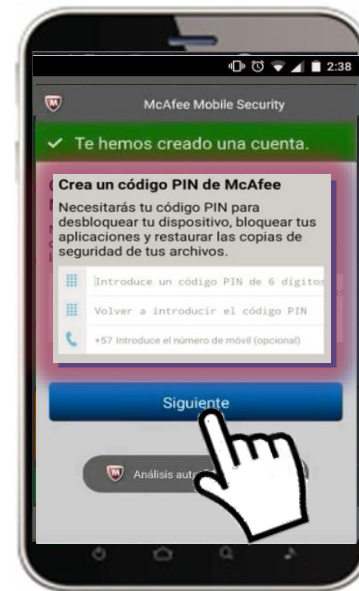 2:38
McAfee Mobile Security
Te hemos creado una cuenta.
Crea un código PIN de McAfee
Necesitarás tu código PIN para
desbloquear tu dispositivo, bloquear tus
aplicaciones y restaurar las copias de
seguridad de tus archivos.
Introduce un código PIN de 6 dígitos
Volver a introducir el código PIN
+57 Introduce el número de móvil (opcional)
Siguiente
Análisis